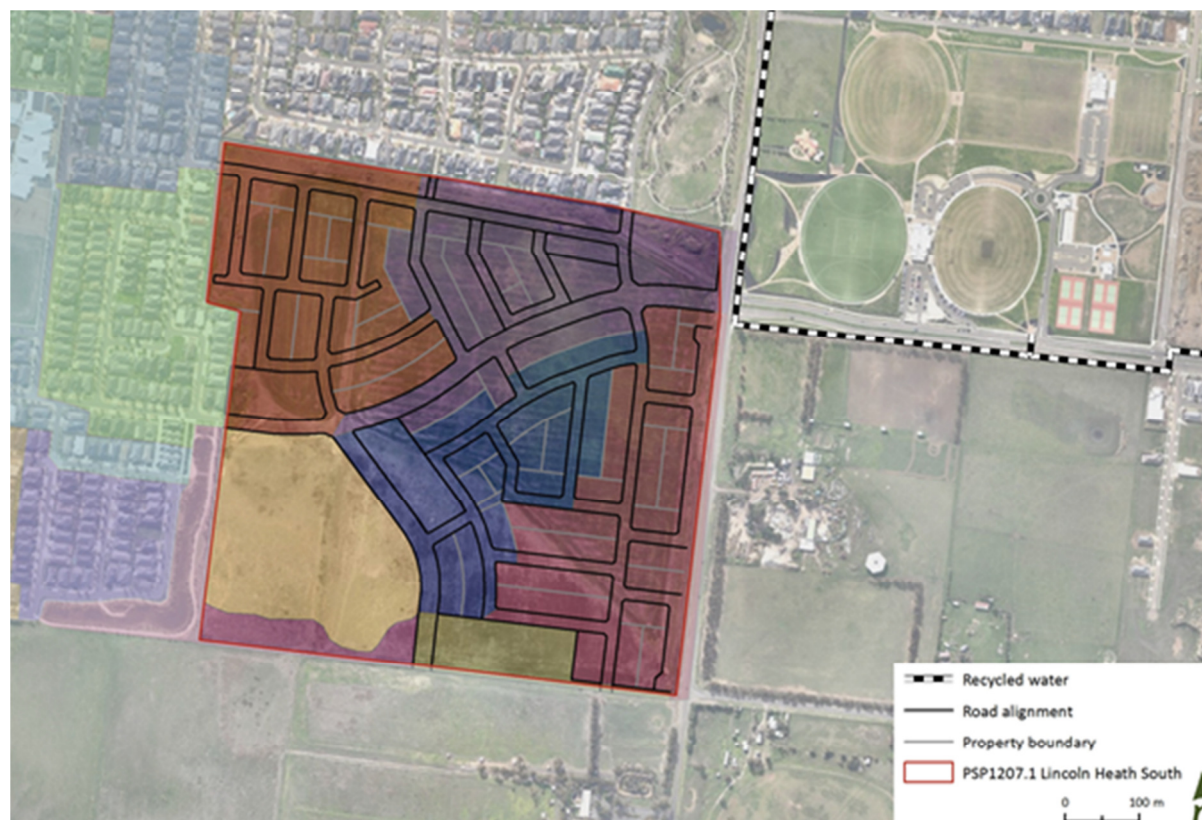 Recycled water
Road alignment
Property boundary
PSP1207.1 Lincoln Heath South
0 100 m